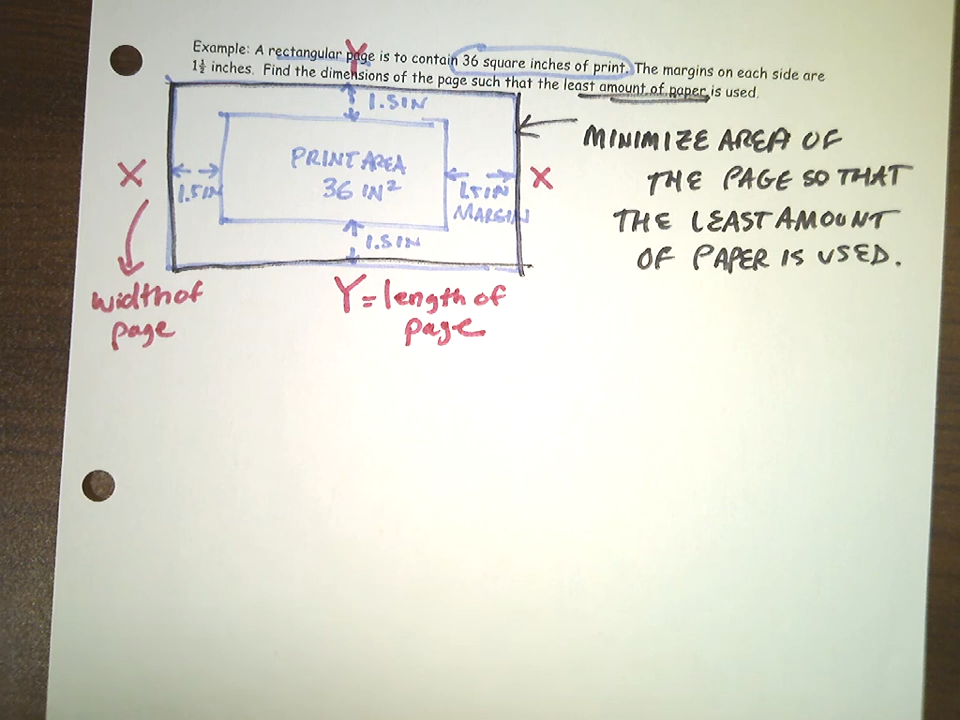 Example: A rectangular page is to contain 36 square inches of print. The margins on each side are
1½ inches. Find the dimensions of the page such that the least amount of paper is used.
Y
1.5IN
MINIMIZE AREA OF
THE PAGE SO THAT
THE LEAST AMOUNT
OF PAPER IS USED.
PRINT AREA
36 IN²
X
1.5IN
1.5IN
MARGIN
X
1.5IN
width of
page
Y = length of
page